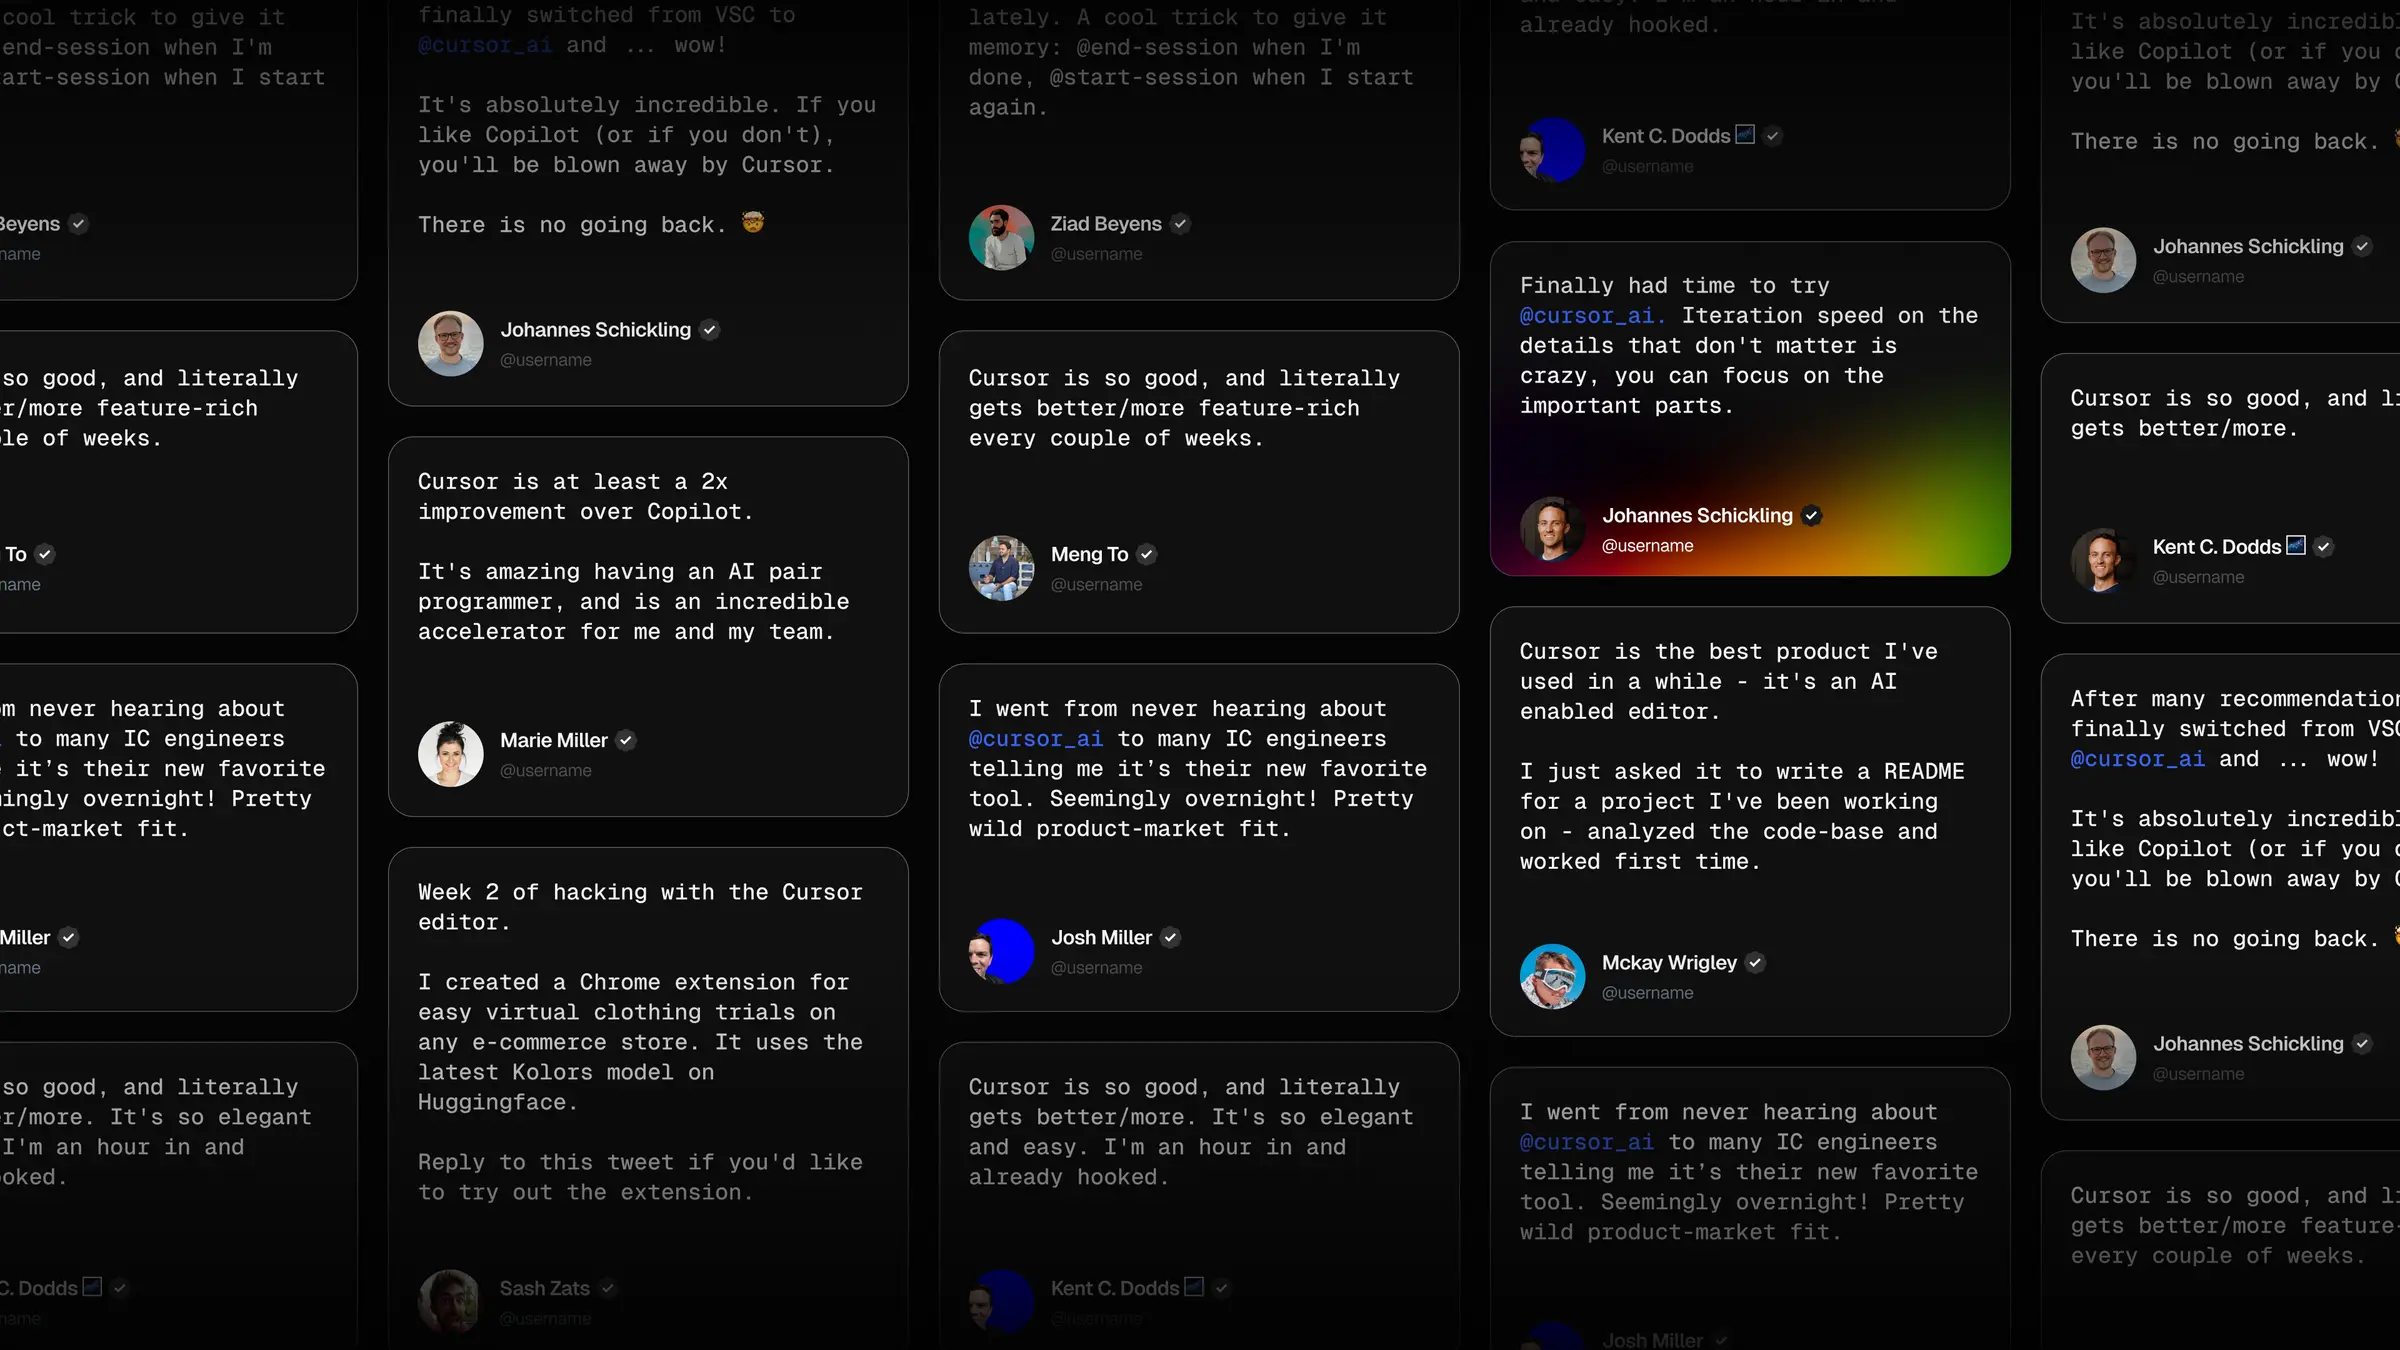 cool trick to give it
end-session when I'm
art-session when I start
Beyens
name
so good, and literally
er/more feature-rich
ple of weeks.
To
name
om never hearing about
to many IC engineers
it’s their new favorite
mingly overnight! Pretty
ct-market fit.
Miller
name
so good, and literally
er/more. It's so elegant
I'm an hour in and
ooked.
C. Dodds
name
finally switched from VSC to
@cursor_ai and ... wow!
It's absolutely incredible. If you
like Copilot (or if you don't),
you'll be blown away by Cursor.
There is no going back. 🤯
Johannes Schickling
@username
Cursor is at least a 2x
improvement over Copilot.
It's amazing having an AI pair
programmer, and is an incredible
accelerator for me and my team.
Marie Miller
@username
Week 2 of hacking with the Cursor
editor.
I created a Chrome extension for
easy virtual clothing trials on
any e-commerce store. It uses the
latest Kolors model on
Huggingface.
Reply to this tweet if you'd like
to try out the extension.
Sash Zats
@username
lately. A cool trick to give it
memory: @end-session when I'm
done, @start-session when I start
again.
Ziad Beyens
@username
Cursor is so good, and literally
gets better/more feature-rich
every couple of weeks.
Meng To
@username
I went from never hearing about
@cursor_ai to many IC engineers
telling me it’s their new favorite
tool. Seemingly overnight! Pretty
wild product-market fit.
Josh Miller
@username
Cursor is so good, and literally
gets better/more. It's so elegant
and easy. I'm an hour in and
already hooked.
Kent C. Dodds
@username
and easy. I'm an hour in and
already hooked.
Kent C. Dodds
@username
Finally had time to try
@cursor_ai. Iteration speed on the
details that don't matter is
crazy, you can focus on the
important parts.
Johannes Schickling
@username
Cursor is the best product I've
used in a while - it's an AI
enabled editor.
I just asked it to write a README
for a project I've been working
on - analyzed the code-base and
worked first time.
Mckay Wrigley
@username
I went from never hearing about
@cursor_ai to many IC engineers
telling me it’s their new favorite
tool. Seemingly overnight! Pretty
wild product-market fit.
Josh Miller
It's absolutely incredib
like Copilot (or if you
you'll be blown away by
There is no going back.
Johannes Schickling
@username
Cursor is so good, and li
gets better/more.
Kent C. Dodds
@username
After many recommendation
finally switched from VSC
@cursor_ai and ... wow!
It's absolutely incredibl
like Copilot (or if you
you'll be blown away by
There is no going back.
Johannes Schickling
@username
Cursor is so good, and li
gets better/more feature-
every couple of weeks.